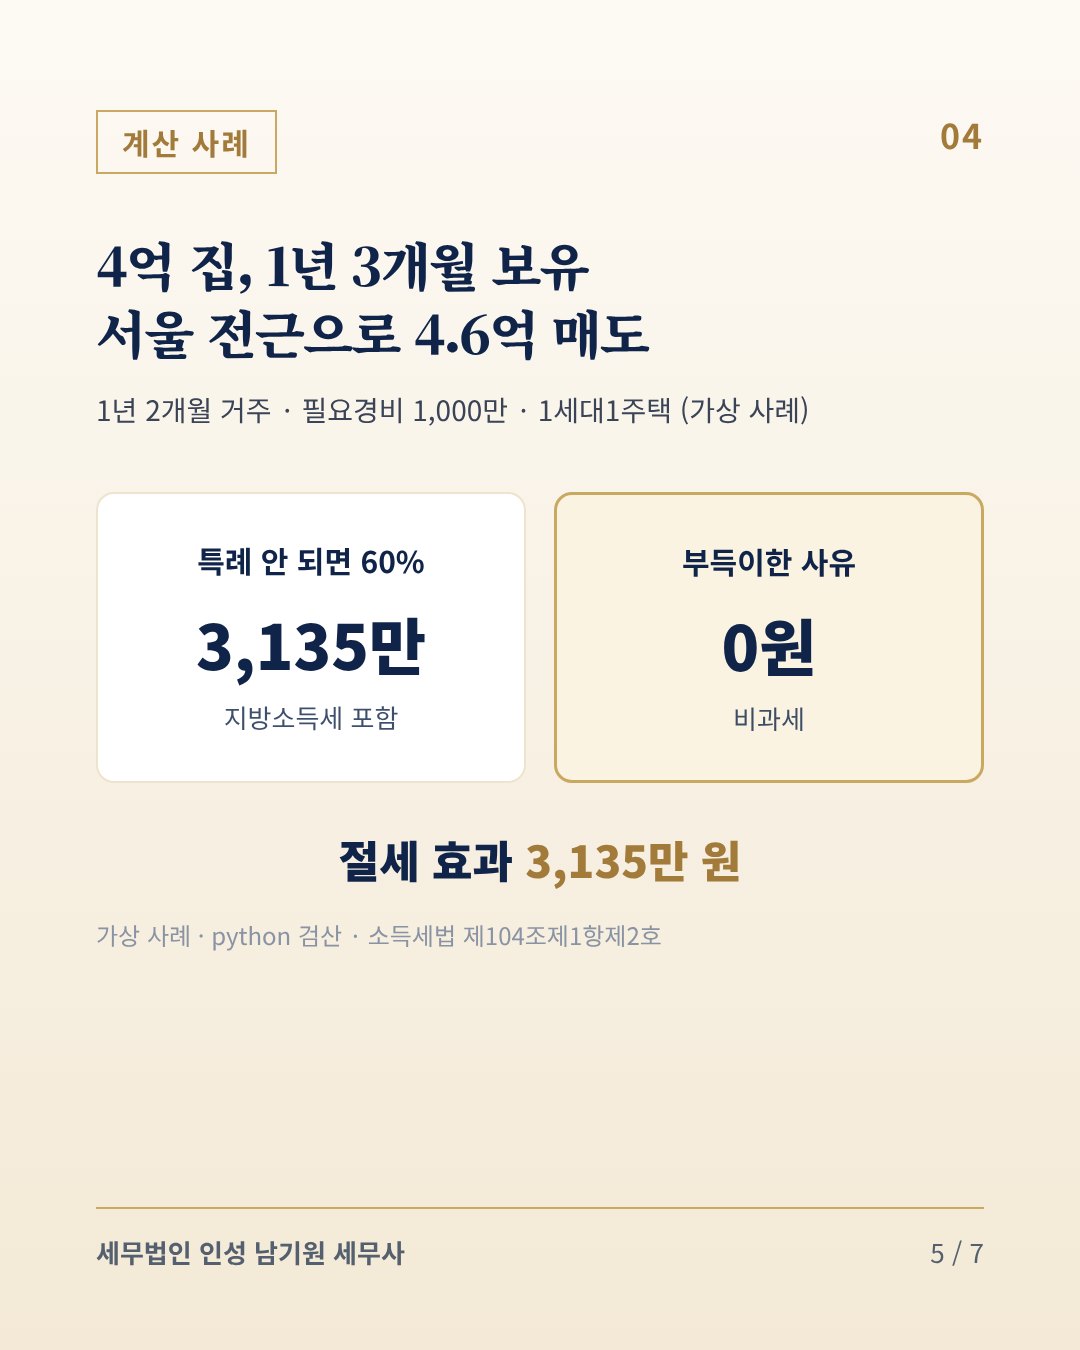 계산 사례
04
4억 집, 1년 3개월 보유
서울 전근으로 4.6억 매도
1년 2개월 거주 · 필요경비 1,000만 · 1세대1주택 (가상 사례)
특례 안 되면 60%
3,135만
지방소득세 포함
부득이한 사유
0원
비과세
절세 효과 3,135만 원
가상 사례 · python 검산 · 소득세법 제104조제1항제2호
세무법인 인성 남기원 세무사
5 / 7